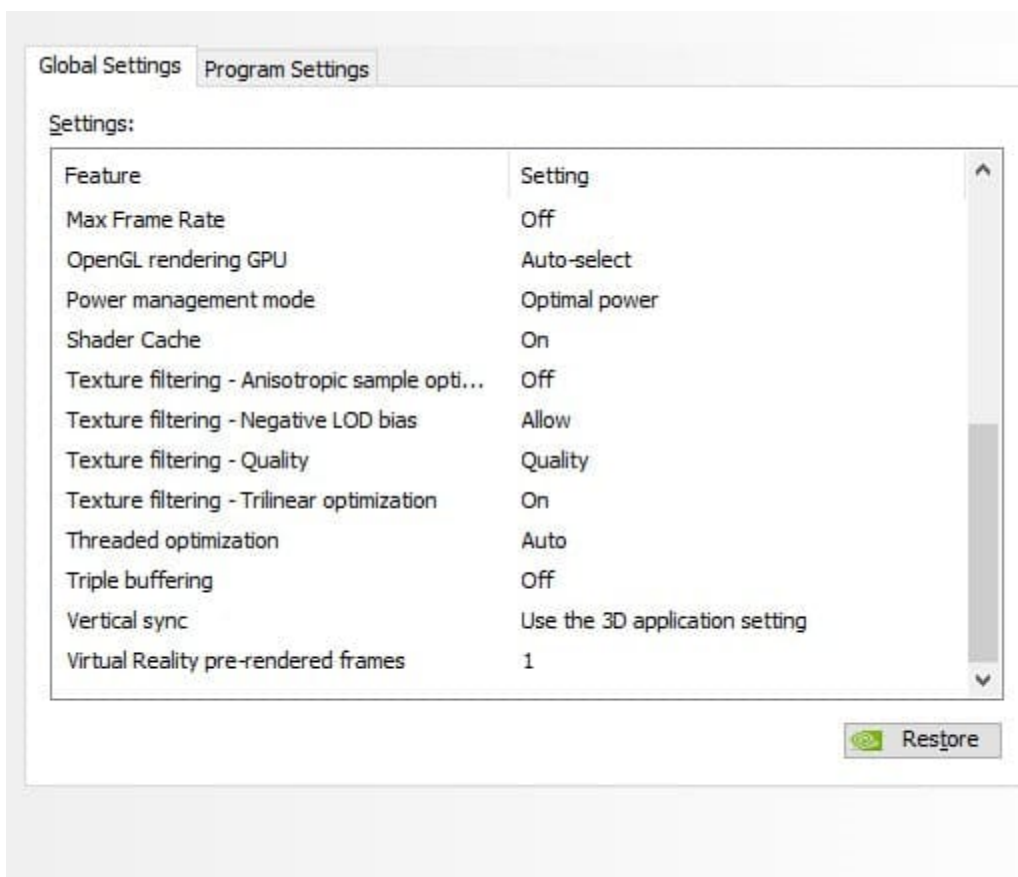 Global Settings Program Settings
Settings:
Feature Setting
Max Frame Rate Off
OpenGL rendering GPU Auto-select
Power management mode Optimal power
Shader Cache On
Texture filtering - Anisotropic sample opti... Off
Texture filtering - Negative LOD bias Allow
Texture filtering - Quality Quality
Texture filtering - Trilinear optimization On
Threaded optimization Auto
Triple buffering Off
Vertical sync Use the 3D application setting
Virtual Reality pre-rendered frames 1
Restore